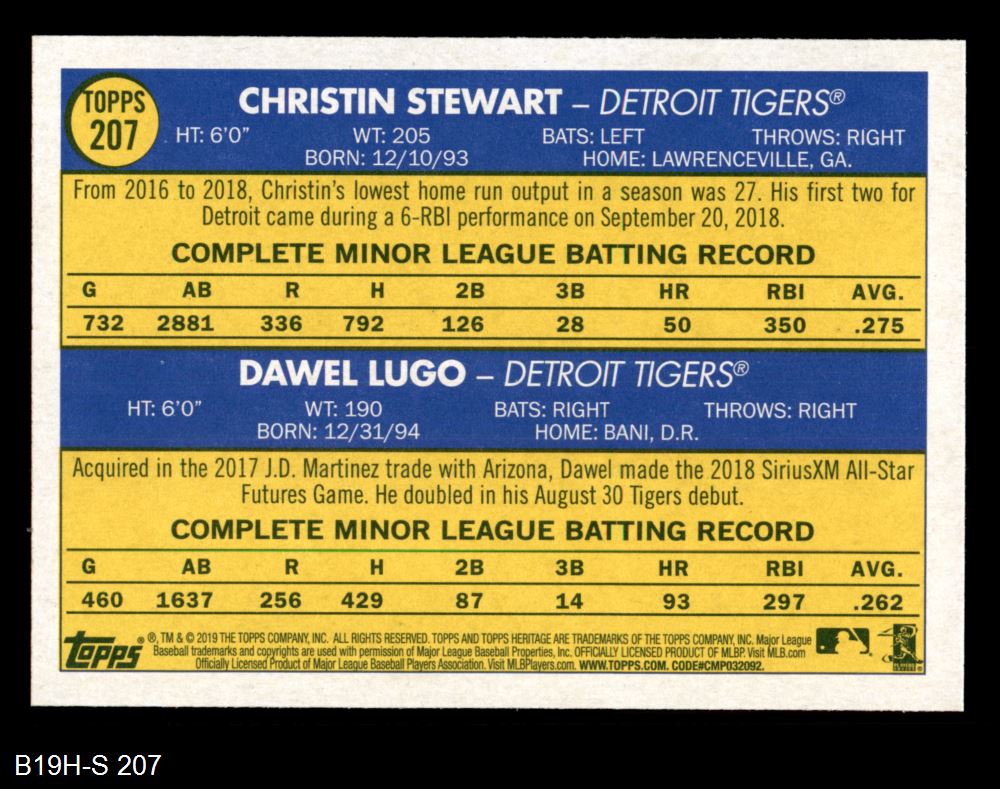 TOPPS
207
CHRISTIN STEWART – DETROIT TIGERS®
HT: 6'0" WT: 205 BATS: LEFT THROWS: RIGHT
BORN: 12/10/93 HOME: LAWRENCEVILLE, GA.
From 2016 to 2018, Christin's lowest home run output in a season was 27. His first two for
Detroit came during a 6-RBI performance on September 20, 2018.
COMPLETE MINOR LEAGUE BATTING RECORD
G AB R H 2B 3B HR RBI AVG.
732 2881 336 792 126 28 50 350 .275
DAWEL LUGO – DETROIT TIGERS®
HT: 6'0" WT: 190 BATS: RIGHT THROWS: RIGHT
BORN: 12/31/94 HOME: BANI, D.R.
Acquired in the 2017 J.D. Martinez trade with Arizona, Dawel made the 2018 SiriusXM All-Star
Futures Game. He doubled in his August 30 Tigers debut.
COMPLETE MINOR LEAGUE BATTING RECORD
G AB R H 2B 3B HR RBI AVG.
460 1637 256 429 87 14 93 297 .262
Topps® ®, TM & © 2019 THE TOPPS COMPANY, INC. ALL RIGHTS RESERVED. TOPPS AND TOPPS HERITAGE ARE TRADEMARKS OF THE TOPPS COMPANY, INC. Major League
Baseball trademarks and copyrights are used with permission of Major League Baseball Properties, Inc. OFFICIALLY LICENSED PRODUCT OF MLBP. Visit MLB.com
Officially Licensed Product of Major League Baseball Players Association. Visit MLBPlayers.com. WWW.TOPPS.COM. CODE#CMP032092.
B19H-S 207